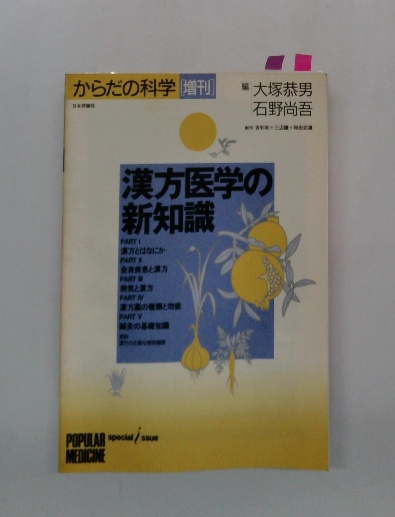 からだの科学[増刊]
日本評論社
編 大塚恭男
石野尚吾
漢方医学の
新知識
PART I
漢方とはなにか
PART II
全身疾患と漢方
PART III
病気と漢方
PART IV
漢方薬の種類と効能
PART V
鍼灸の基礎知識
POPULAR
MEDICINE
special issue